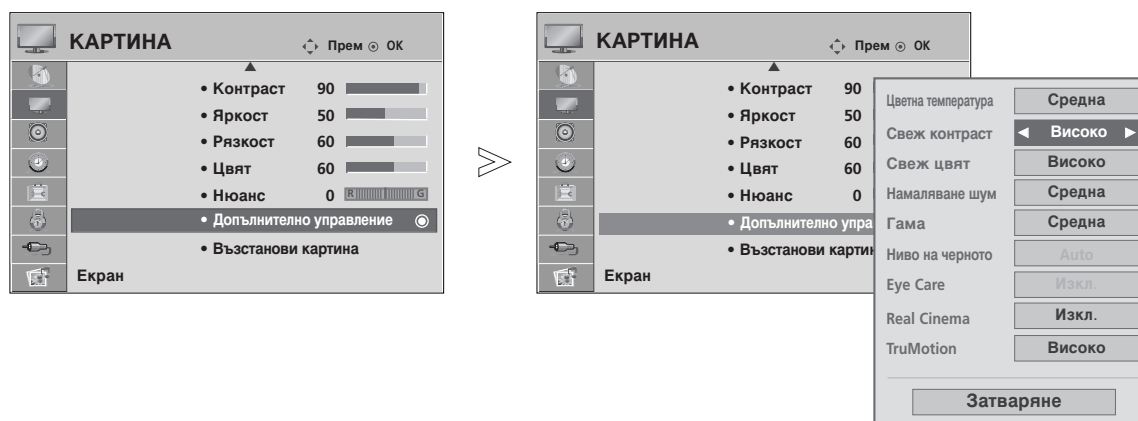 КАРТИНА
Прем ОК
• Контраст 90
• Яркост 50
• Рязкост 60
• Цвят 60
• Нюанс 0 R G
• Допълнително управление
• Възстанови картина
Екран
КАРТИНА
Прем ОК
• Контраст 90
• Яркост 50
• Рязкост 60
• Цвят 60
• Нюанс 0
• Допълнително упра
• Възстанови картин
Екран
Цветна температура Средна
Свеж контраст ◄ Високо ►
Свеж цвят Високо
Намаляване шум Средна
Гама Средна
Ниво на черното Auto
Eye Care Изкл.
Real Cinema Изкл.
TruMotion Високо
Затваряне